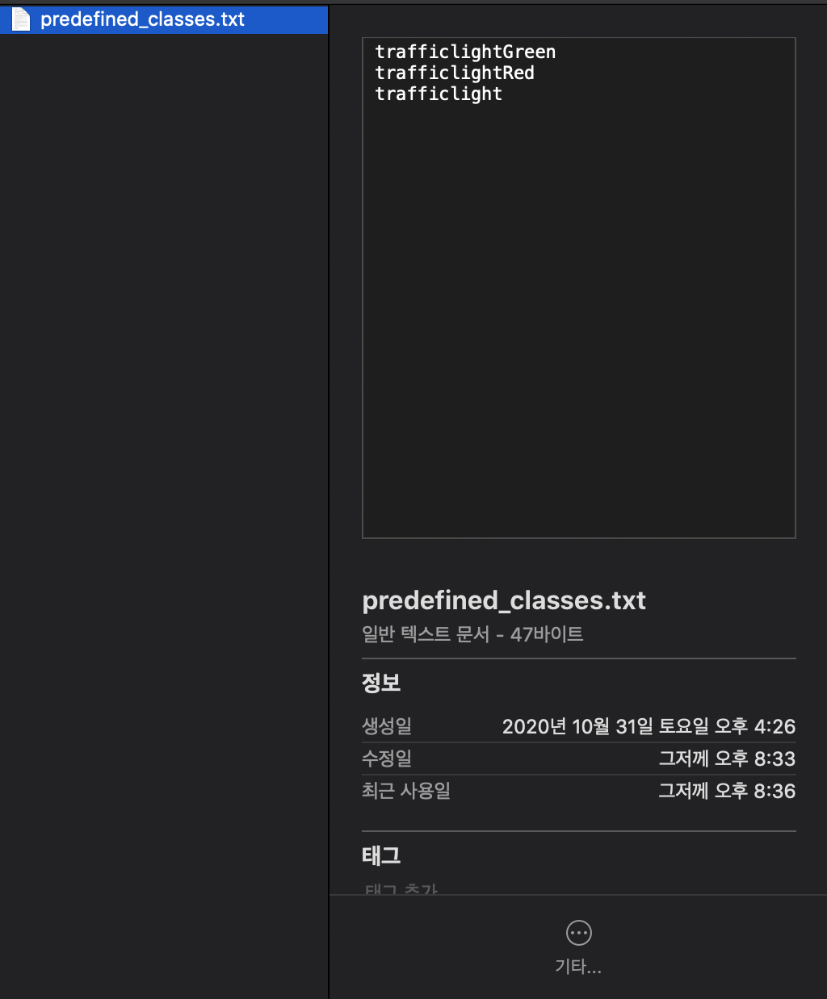 predefined_classes.txt
trafficlightGreen
trafficlightRed
trafficlight
predefined_classes.txt
일반 텍스트 문서 - 47바이트
정보
생성일 2020년 10월 31일 토요일 오후 4:26
수정일 그저께 오후 8:33
최근 사용일 그저께 오후 8:36
태그
태그 추가
기타...